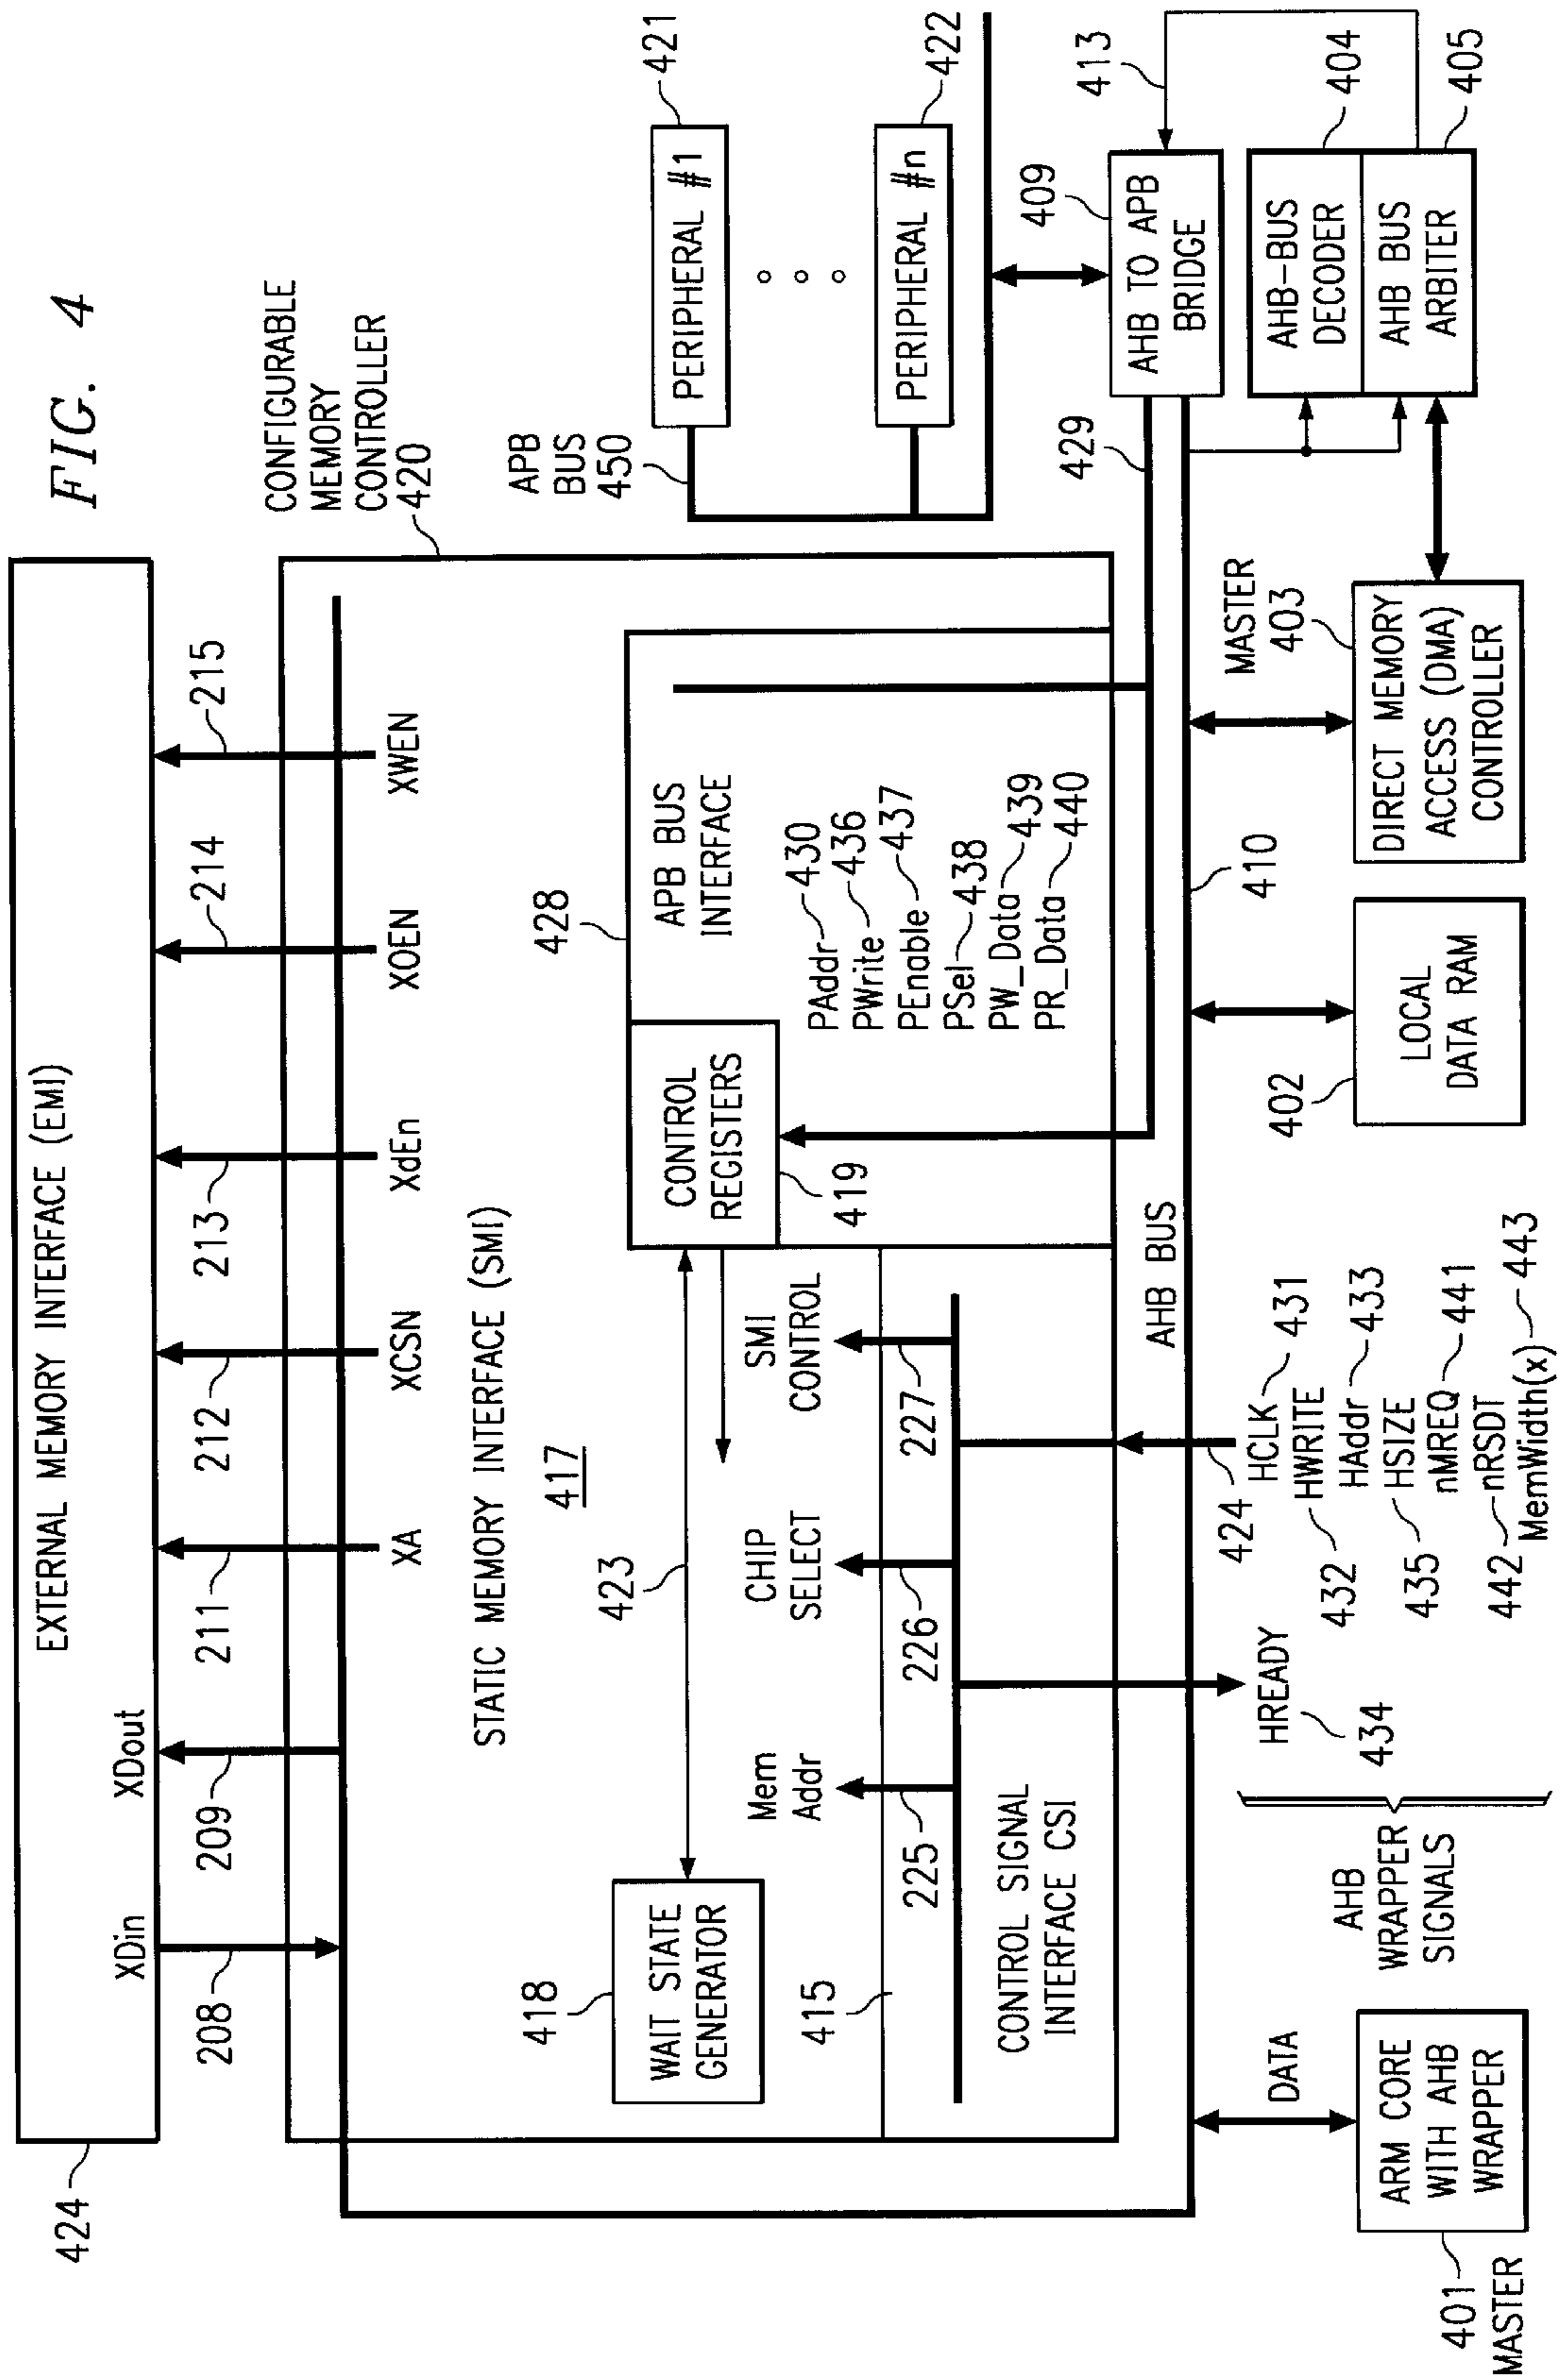 FIG. 4
EXTERNAL MEMORY INTERFACE (EMI)
424
XDin
XDout
208
209
211
212
213
214
215
XA
XCSN
XdEn
XOEN
XWEN
CONFIGURABLE
MEMORY
CONTROLLER
420
STATIC MEMORY INTERFACE (SMI)
417
418
WAIT STATE
GENERATOR
423
CONTROL
REGISTERS
419
428
APB BUS
INTERFACE
PAddr 430
PWrite 436
PEnable 437
PSel 438
PW_Data 439
PR_Data 440
Mem
Addr
CHIP
SELECT
SMI
CONTROL
225
226
227
415
CONTROL SIGNAL
INTERFACE CSI
APB
BUS
450
PERIPHERAL #1
421
PERIPHERAL #n
422
409
AHB TO APB
BRIDGE
413
429
AHB-BUS
DECODER
404
AHB BUS
ARBITER
405
AHB BUS
410
DATA
ARM CORE
WITH AHB
WRAPPER
401
MASTER
AHB
WRAPPER
SIGNALS
HREADY
434
424
HCLK 431
432 HWRITE
HAddr 433
435 HSIZE
nMREQ 441
442 nRSDT
MemWidth(x) 443
402
LOCAL
DATA RAM
MASTER
403
DIRECT MEMORY
ACCESS (DMA)
CONTROLLER